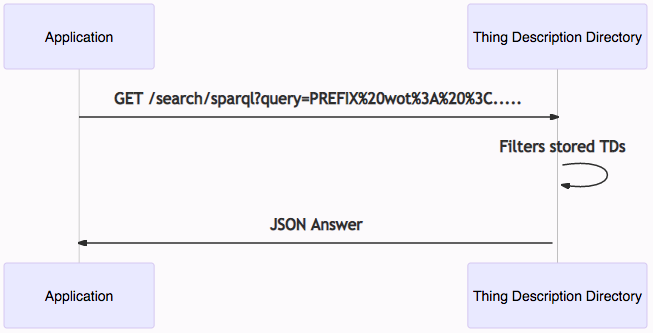 Application
Thing Description Directory
GET /search/sparql?query=PREFIX%20wot%3A%20%3C.....
Filters stored TDs
JSON Answer
Application
Thing Description Directory